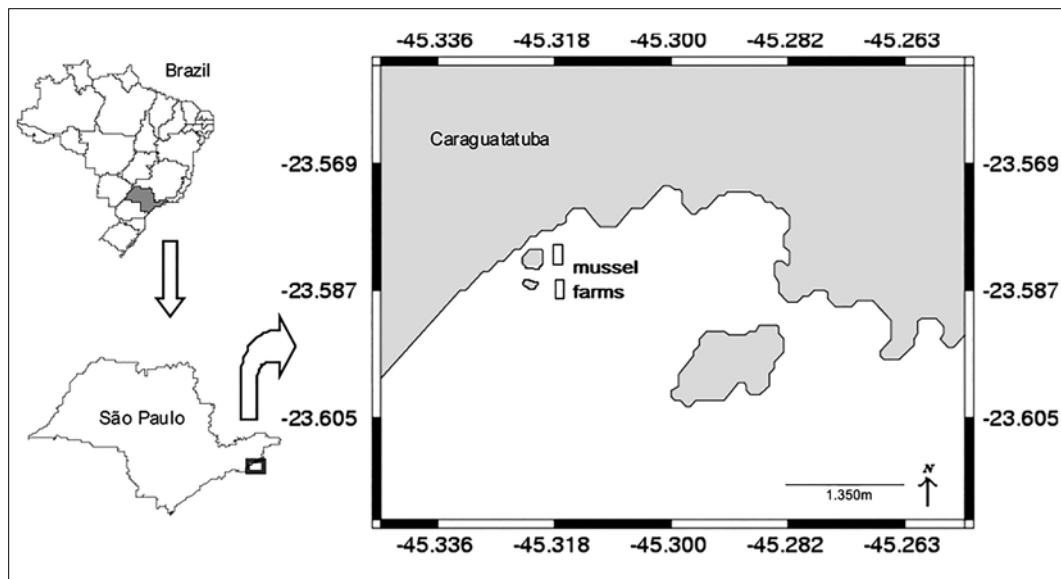 Brazil
São Paulo
-45.336 -45.318 -45.300 -45.282 -45.263
Caraguatatuba
-23.569
-23.569
mussel
farms
-23.587
-23.587
-23.605
-23.605
N
1.350m
-45.336 -45.318 -45.300 -45.282 -45.263